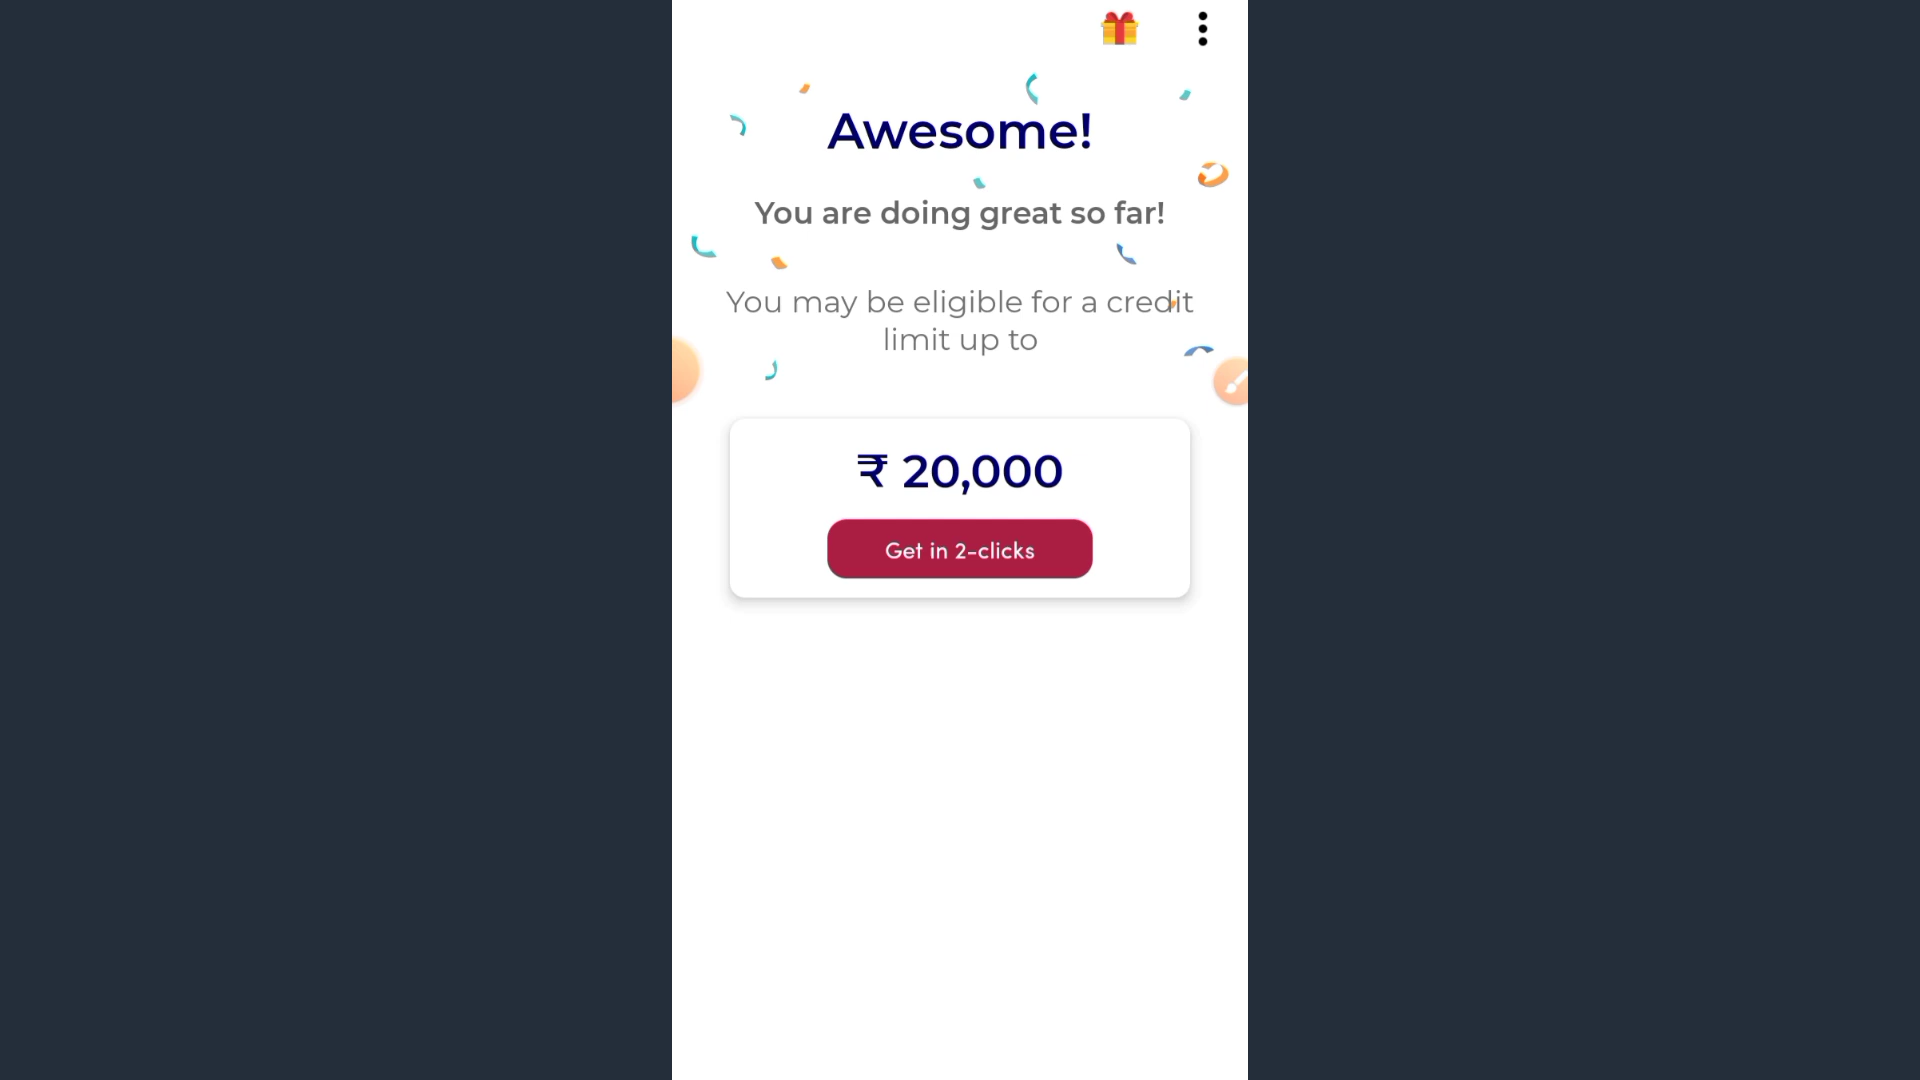 Awesome!
You are doing great so far!
You may be eligible for a credit
limit up to
₹ 20,000
Get in 2-clicks